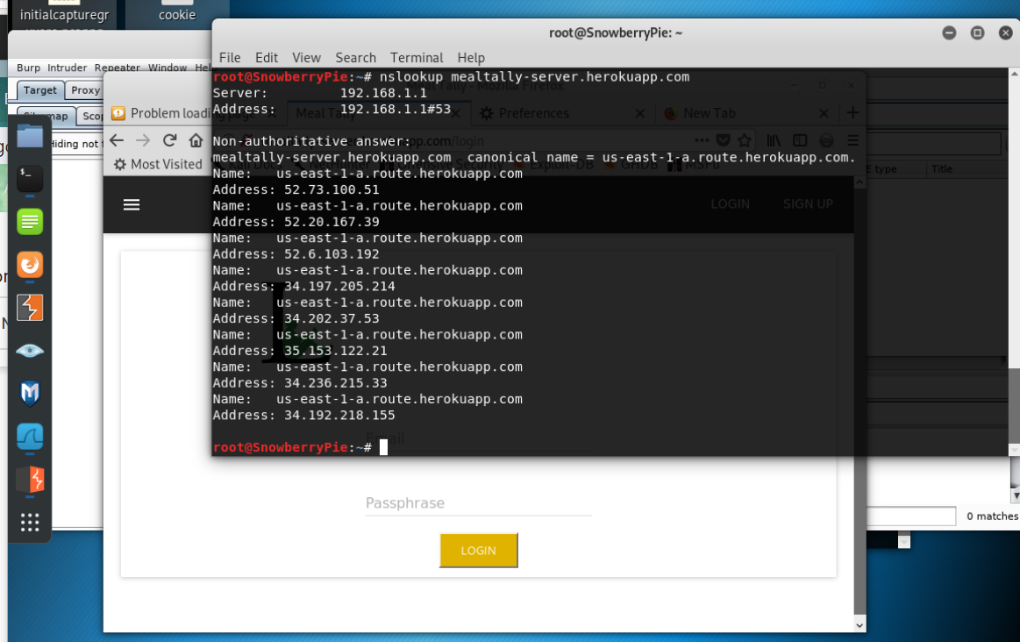 initialcapturegr
cookie
root@SnowberryPie: ~
File Edit View Search Terminal Help
Burp Intruder Repeater Window Hel
Target Proxy
root@SnowberryPie:~# nslookup mealtally-server.herokuapp.com
Server: 192.168.1.1
Address: 192.168.1.1#53
Non-authoritative answer:
mealtally-server.herokuapp.com canonical name = us-east-1-a.route.herokuapp.com.
Name: us-east-1-a.route.herokuapp.com
Address: 52.73.100.51
Name: us-east-1-a.route.herokuapp.com
Address: 52.20.167.39
Name: us-east-1-a.route.herokuapp.com
Address: 52.6.103.192
Name: us-east-1-a.route.herokuapp.com
Address: 34.197.205.214
Name: us-east-1-a.route.herokuapp.com
Address: 34.202.37.53
Name: us-east-1-a.route.herokuapp.com
Address: 35.153.122.21
Name: us-east-1-a.route.herokuapp.com
Address: 34.236.215.33
Name: us-east-1-a.route.herokuapp.com
Address: 34.192.218.155
root@SnowberryPie:~#
Problem loading page
Meal Tally
Preferences
New Tab
Most Visited
Export-DB
GHDB
E type
Title
LOGIN SIGN UP
Email
Passphrase
LOGIN
0 matches